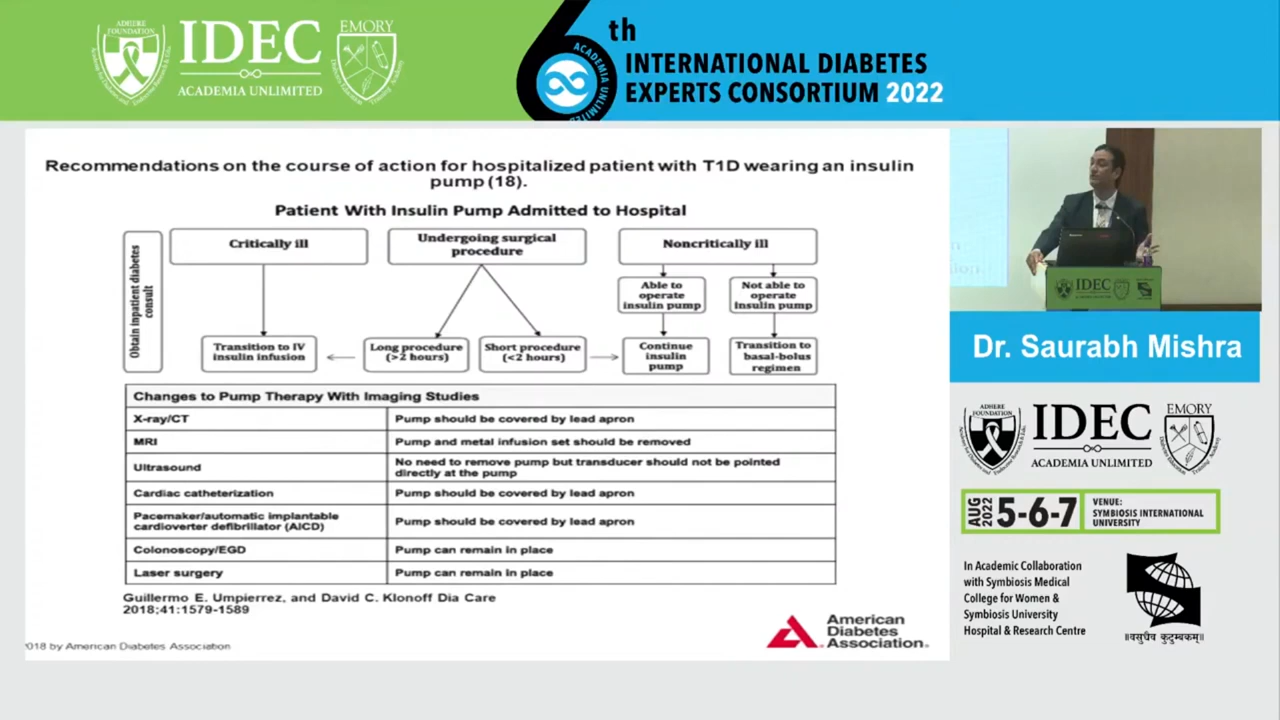 ADHERE
FOUNDATION
IDEC
ACADEMIA UNLIMITED
EMORY
6th
ACADEMIA UNLIMITED
INTERNATIONAL DIABETES
EXPERTS CONSORTIUM 2022
Recommendations on the course of action for hospitalized patient with T1D wearing an insulin
pump (18).
Patient With Insulin Pump Admitted to Hospital
Obtain inpatient diabetes
consult
Critically ill
Undergoing surgical
procedure
Noncritically ill
Able to
operate
insulin pump
Not able to
operate
insulin pump
Transition to IV
insulin infusion
Long procedure
(>2 hours)
Short procedure
(<2 hours)
Continue
insulin
pump
Transition to
basal-bolus
regimen
Changes to Pump Therapy With Imaging Studies
X-ray/CT
Pump should be covered by lead apron
MRI
Pump and metal infusion set should be removed
Ultrasound
No need to remove pump but transducer should not be pointed
directly at the pump
Cardiac catheterization
Pump should be covered by lead apron
Pacemaker/automatic implantable
cardioverter defibrillator (AICD)
Pump should be covered by lead apron
Colonoscopy/EGD
Pump can remain in place
Laser surgery
Pump can remain in place
Guillermo E. Umpierrez, and David C. Klonoff Dia Care
2018;41:1579-1589
018 by American Diabetes Association
American
Diabetes
Association.
IDEC
Dr. Saurabh Mishra
ADHERE
FOUNDATION
IDEC
ACADEMIA UNLIMITED
EMORY
AUG
2022
5-6-7
VENUE:
SYMBIOSIS INTERNATIONAL
UNIVERSITY
In Academic Collaboration
with Symbiosis Medical
College for Women &
Symbiosis University
Hospital & Research Centre
॥वसुधैव कुटुम्बकम्॥